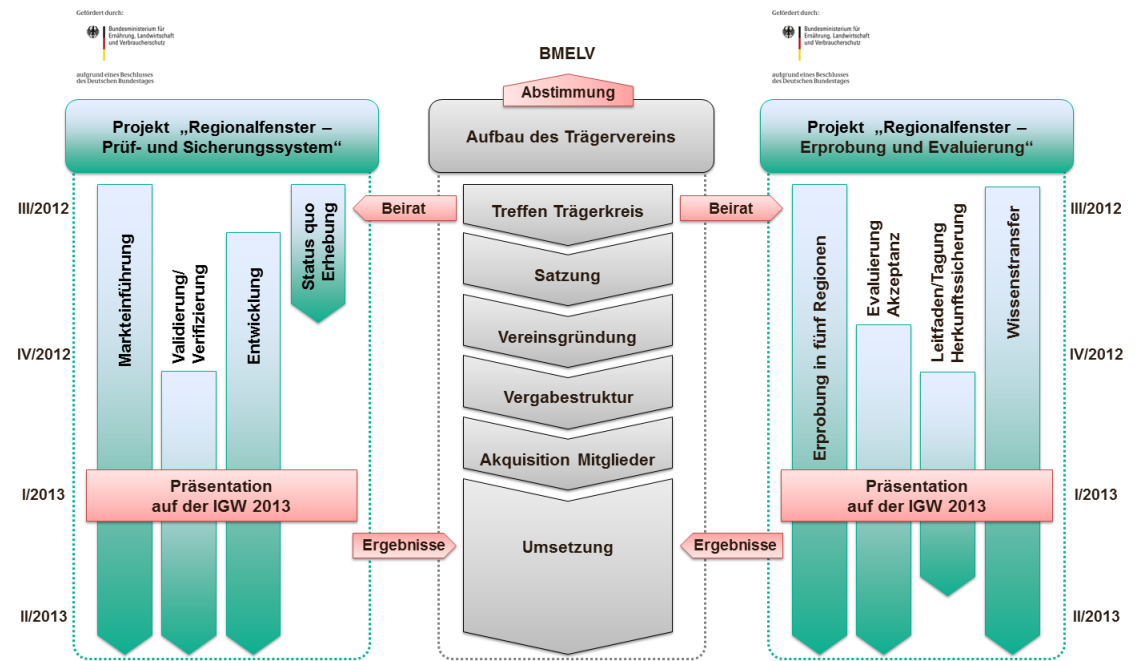 Gefördert durch:
Bundesministerium für
Ernährung, Landwirtschaft
und Verbraucherschutz
aufgrund eines Beschlusses
des Deutschen Bundestages
Projekt „Regionalfenster –
Prüf- und Sicherungssystem“
III/2012
IV/2012
I/2013
II/2013
Markteinführung
Validierung/
Verifizierung
Entwicklung
Status quo
Erhebung
Präsentation
auf der IGW 2013
BMELV
Abstimmung
Aufbau des Trägervereins
Beirat
Treffen Trägerkreis
Beirat
Satzung
Vereinsgründung
Vergabestruktur
Akquisition Mitglieder
Ergebnisse
Umsetzung
Ergebnisse
Gefördert durch:
Bundesministerium für
Ernährung, Landwirtschaft
und Verbraucherschutz
aufgrund eines Beschlusses
des Deutschen Bundestages
Projekt „Regionalfenster –
Erprobung und Evaluierung“
Erprobung in fünf Regionen
Evaluierung
Akzeptanz
Leitfaden/Tagung
Herkunftssicherung
Wissenstransfer
Präsentation
auf der IGW 2013
III/2012
IV/2012
I/2013
II/2013